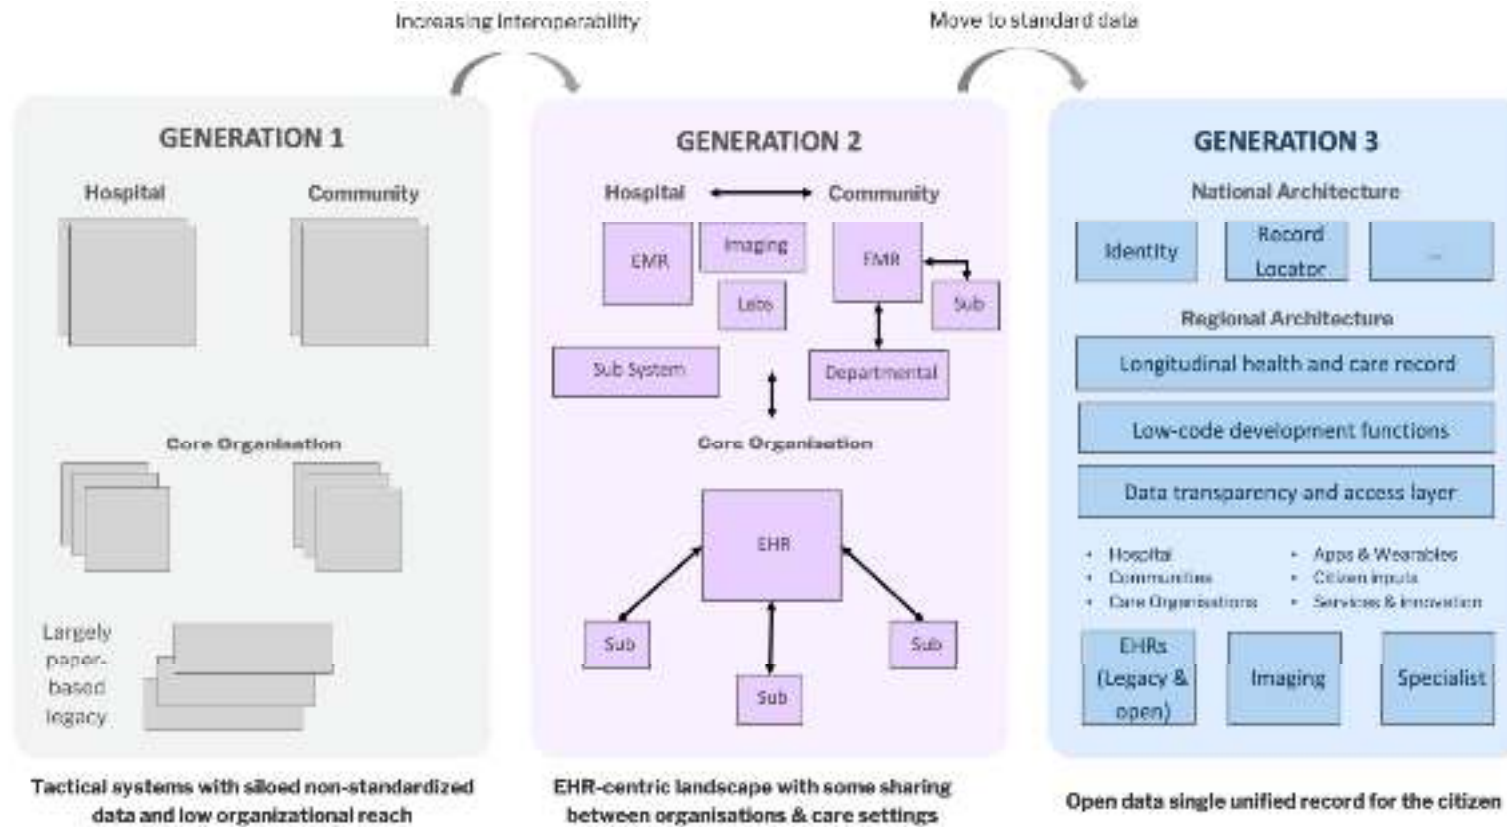 Increasing interoperability
Move to standard data
GENERATION 1
Hospital
Community
Core Organisation
Largely
paper-
based
legacy
Tactical systems with siloed non-standardized
data and low organizational reach
GENERATION 2
Hospital
Community
EMR
Imaging
Labs
EMR
Sub
Sub System
Departmental
Core Organisation
EHR
Sub
Sub
Sub
EHR-centric landscape with some sharing
between organisations & care settings
GENERATION 3
National Architecture
Identity
Record
Locator
...
Regional Architecture
Longitudinal health and care record
Low-code development functions
Data transparency and access layer
• Hospital
• Communities
• Care Organisations
• Apps & Wearables
• Citizen inputs
• Services & innovation
EHRs
(Legacy &
open)
Imaging
Specialist
Open data single unified record for the citizen